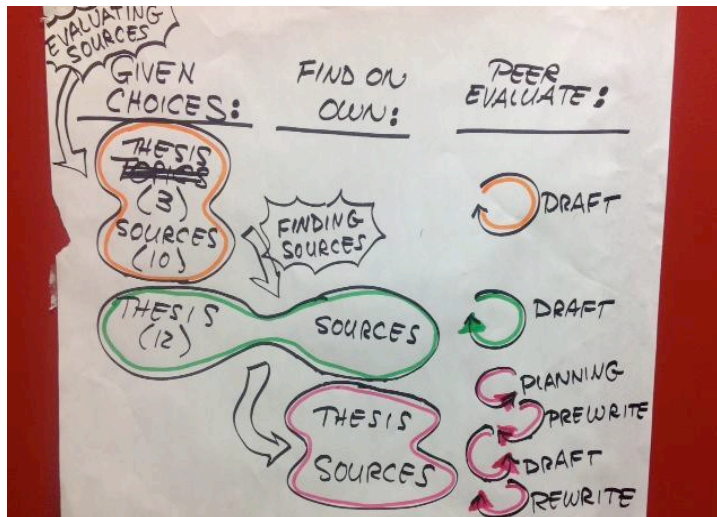 EVALUATING
SOURCES
GIVEN
CHOICES:
FIND ON
OWN:
PEER
EVALUATE:
THESIS
TOPICS
(3)
SOURCES
(10)
DRAFT
FINDING
SOURCES
THESIS
(12)
SOURCES
DRAFT
THESIS
SOURCES
PLANNING
PREWRITE
DRAFT
REWRITE